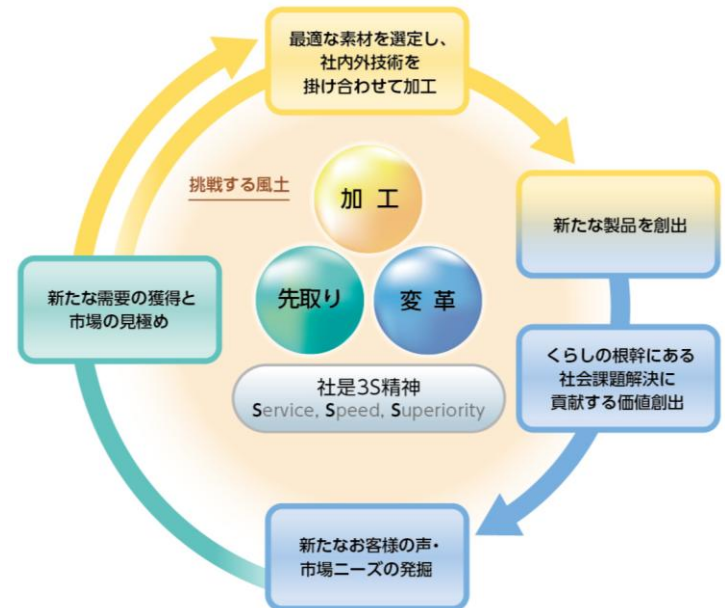 最適な素材を選定し、
社内外技術を
掛け合わせて加工
挑戦する風土
加工
新たな製品を創出
新たな需要の獲得と
市場の見極め
先取り
変革
くらしの根幹にある
社会課題解決に
貢献する価値創出
社是3S精神
Service, Speed, Superiority
新たなお客様の声・
市場ニーズの発掘